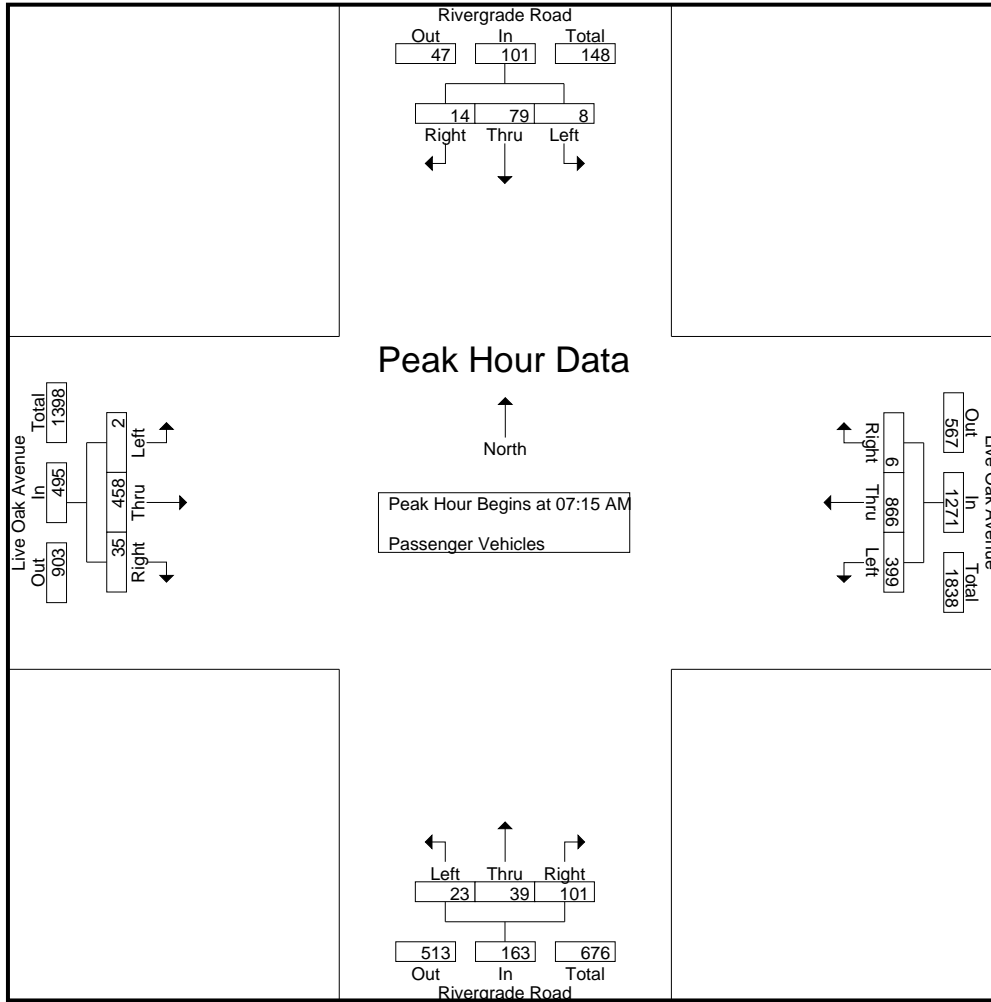 Rivergrade Road
Out In Total
47 101 148
14 79 8
Right Thru Left
Peak Hour Data
North
Peak Hour Begins at 07:15 AM
Passenger Vehicles
Live Oak Avenue
Total In Out
1398 495 903
2 458 35
Left Thru Right
Live Oak Avenue
Out In Total
567 1271 1838
6 866 399
Right Thru Left
Left Thru Right
23 39 101
513 163 676
Out In Total
Rivergrade Road